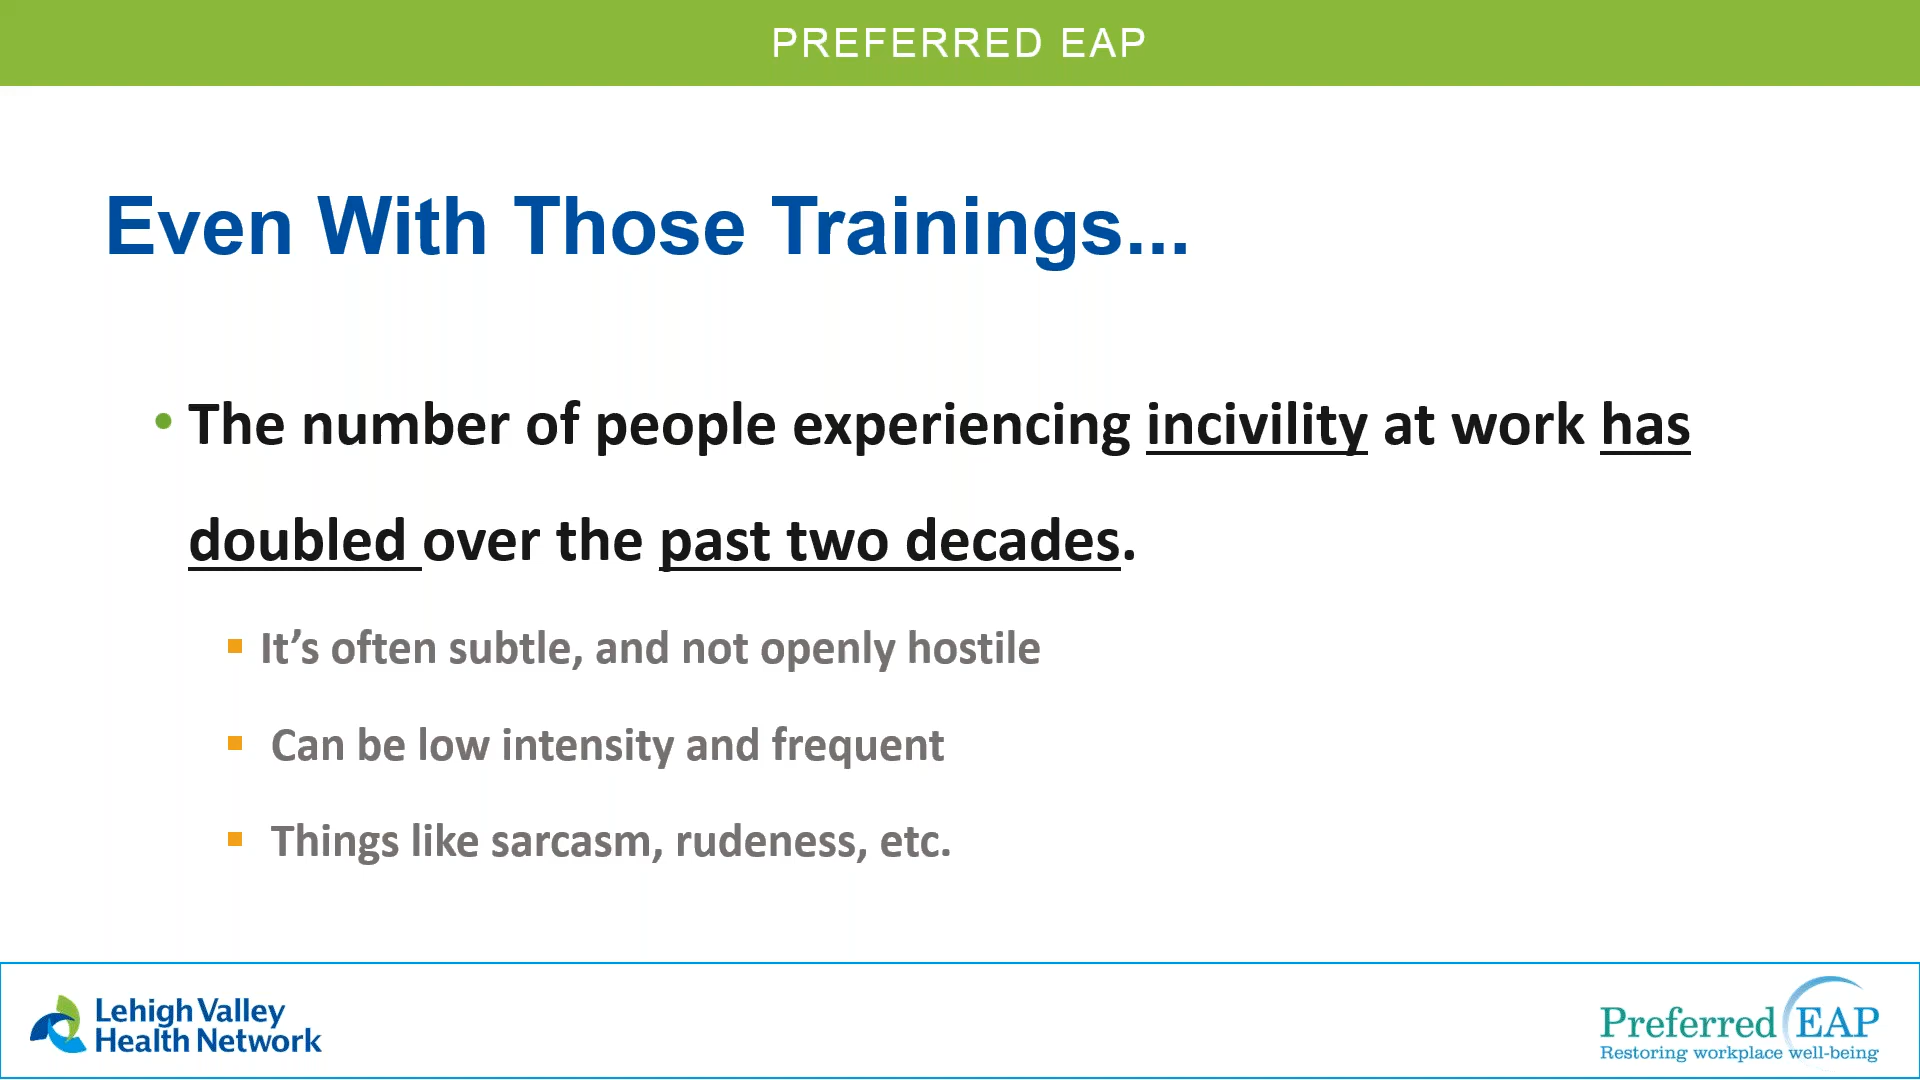 PREFERRED EAP
Even With Those Trainings...
• The number of people experiencing incivility at work has
doubled over the past two decades.
▪ It’s often subtle, and not openly hostile
▪ Can be low intensity and frequent
▪ Things like sarcasm, rudeness, etc.
Lehigh Valley
Health Network
Preferred EAP
Restoring workplace well-being